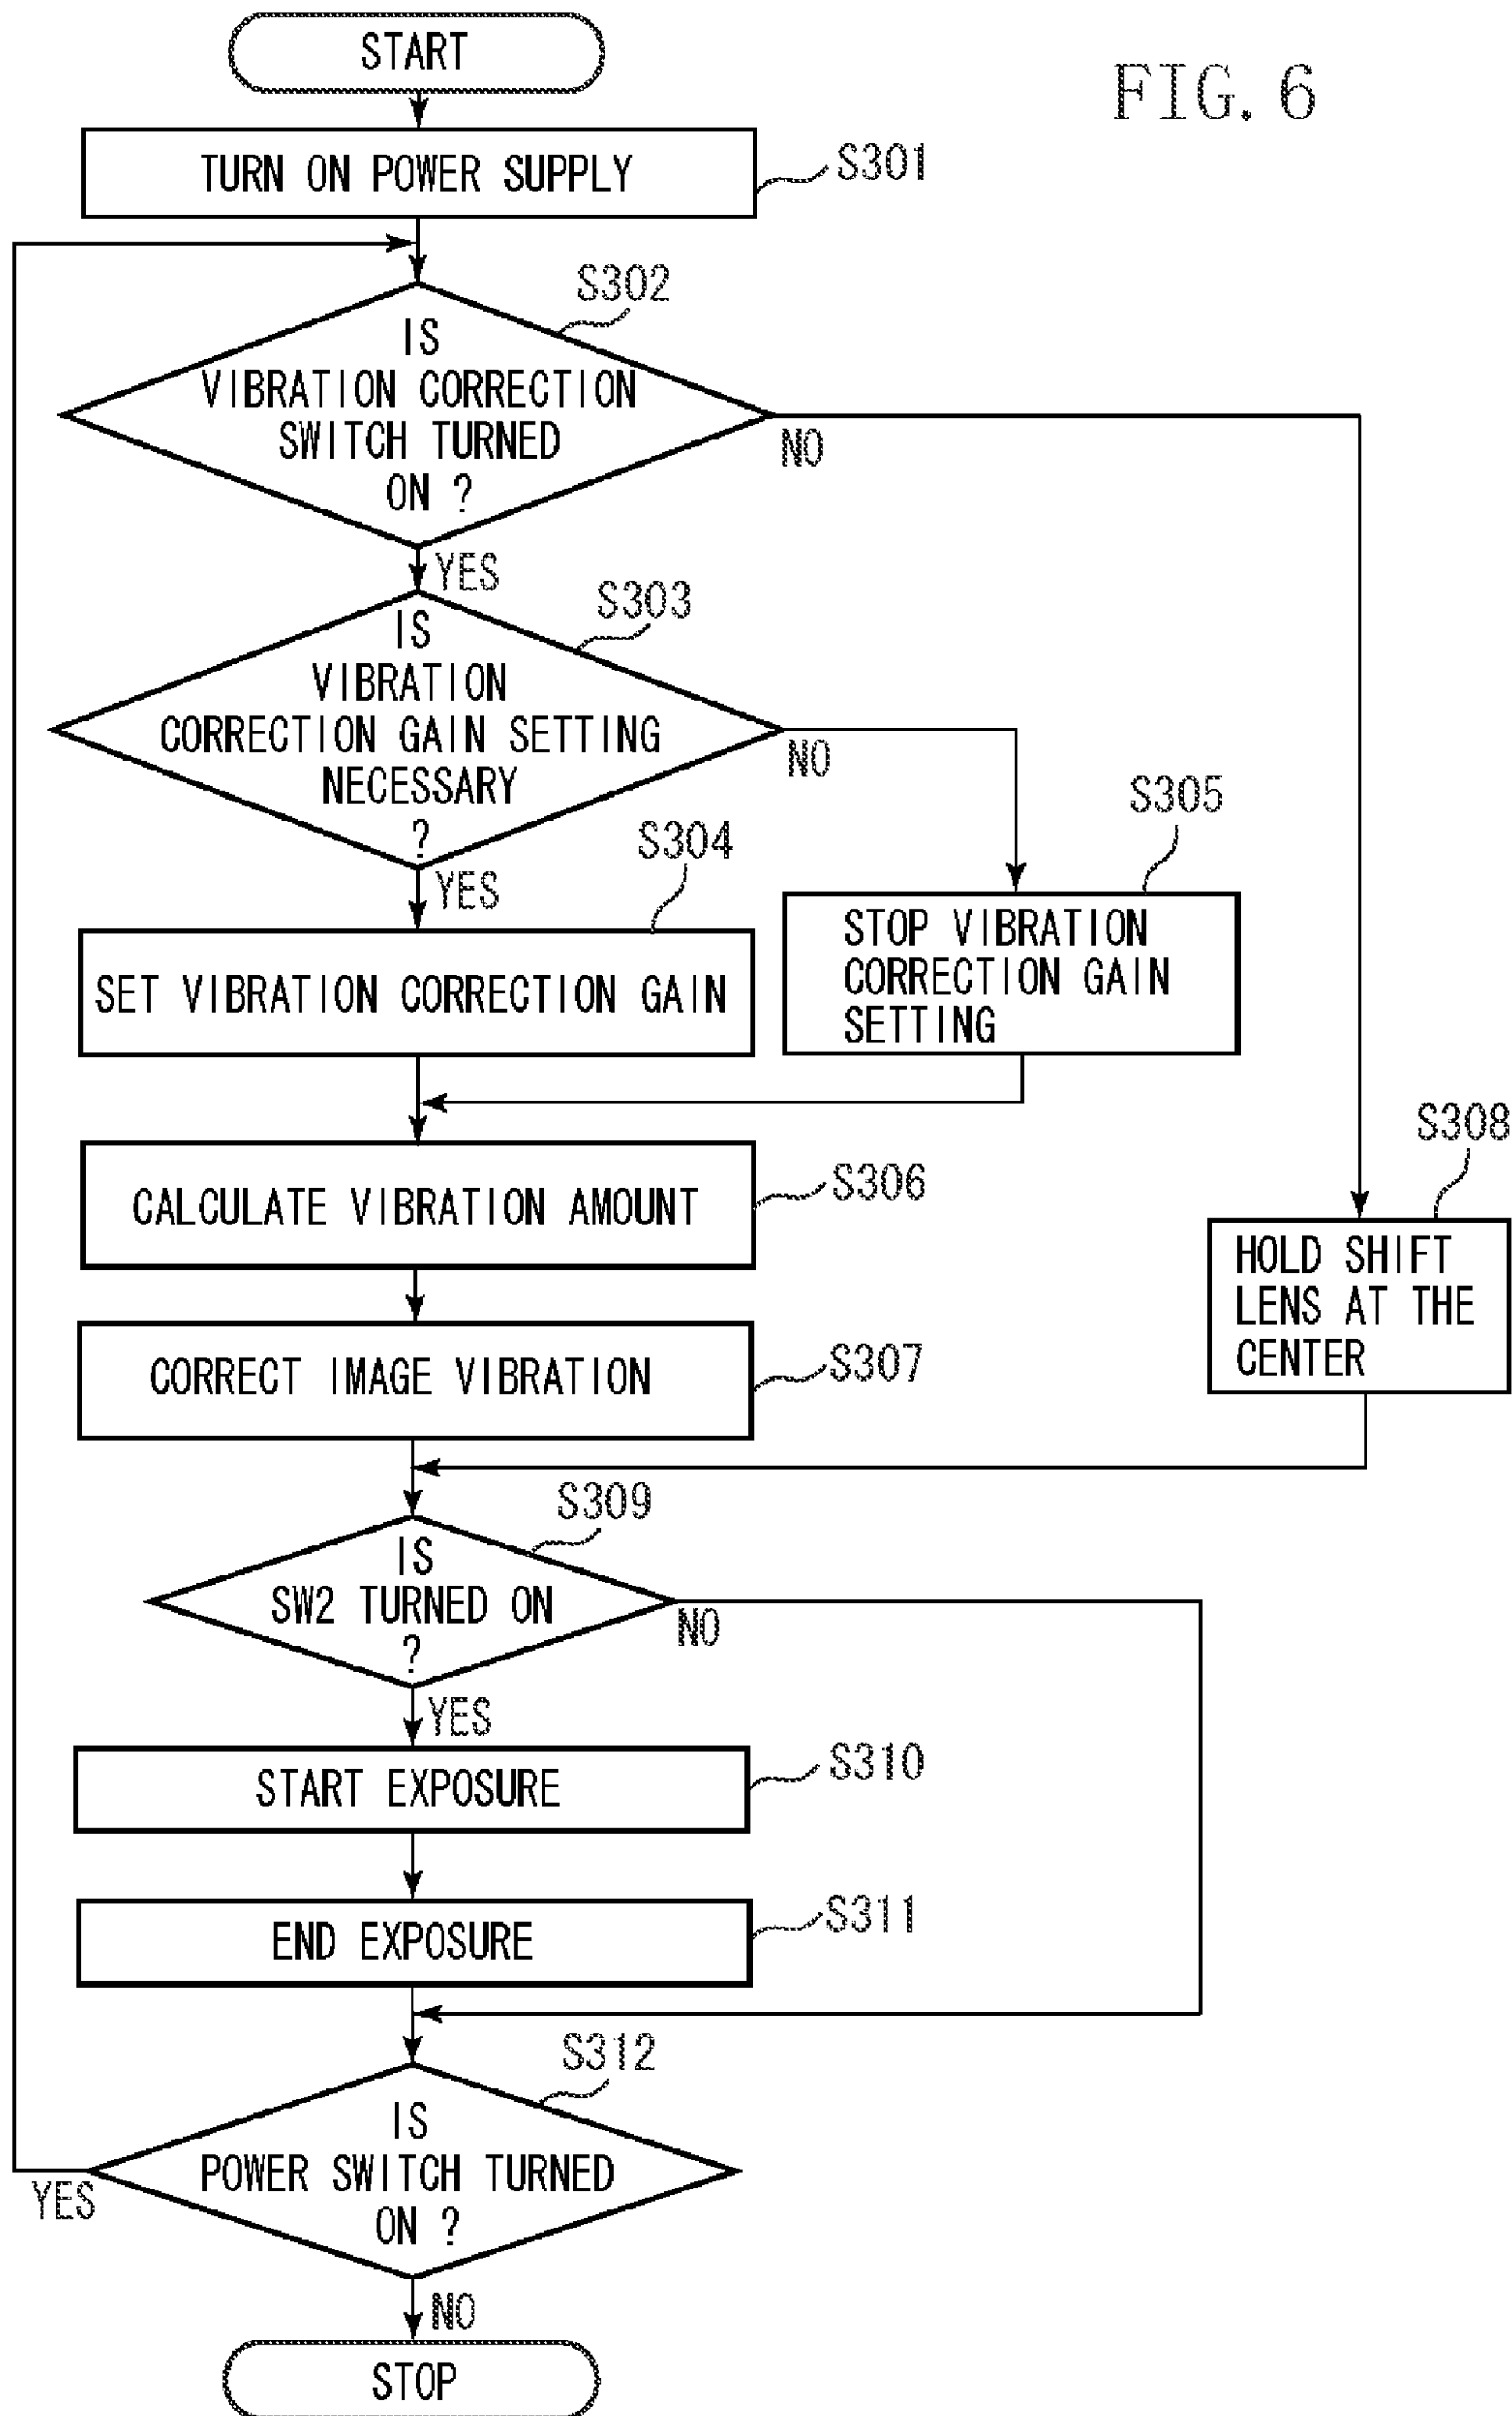 START
FIG. 6
TURN ON POWER SUPPLY
S301
S302
IS
VIBRATION CORRECTION
SWITCH TURNED
ON ?
NO
YES
S303
IS
VIBRATION
CORRECTION GAIN SETTING
NECESSARY
?
NO
YES
S304
S305
SET VIBRATION CORRECTION GAIN
STOP VIBRATION
CORRECTION GAIN
SETTING
CALCULATE VIBRATION AMOUNT
S306
S308
HOLD SHIFT
LENS AT THE
CENTER
CORRECT IMAGE VIBRATION
S307
S309
IS
SW2 TURNED ON
?
NO
YES
START EXPOSURE
S310
END EXPOSURE
S311
S312
IS
POWER SWITCH TURNED
ON ?
YES
NO
STOP